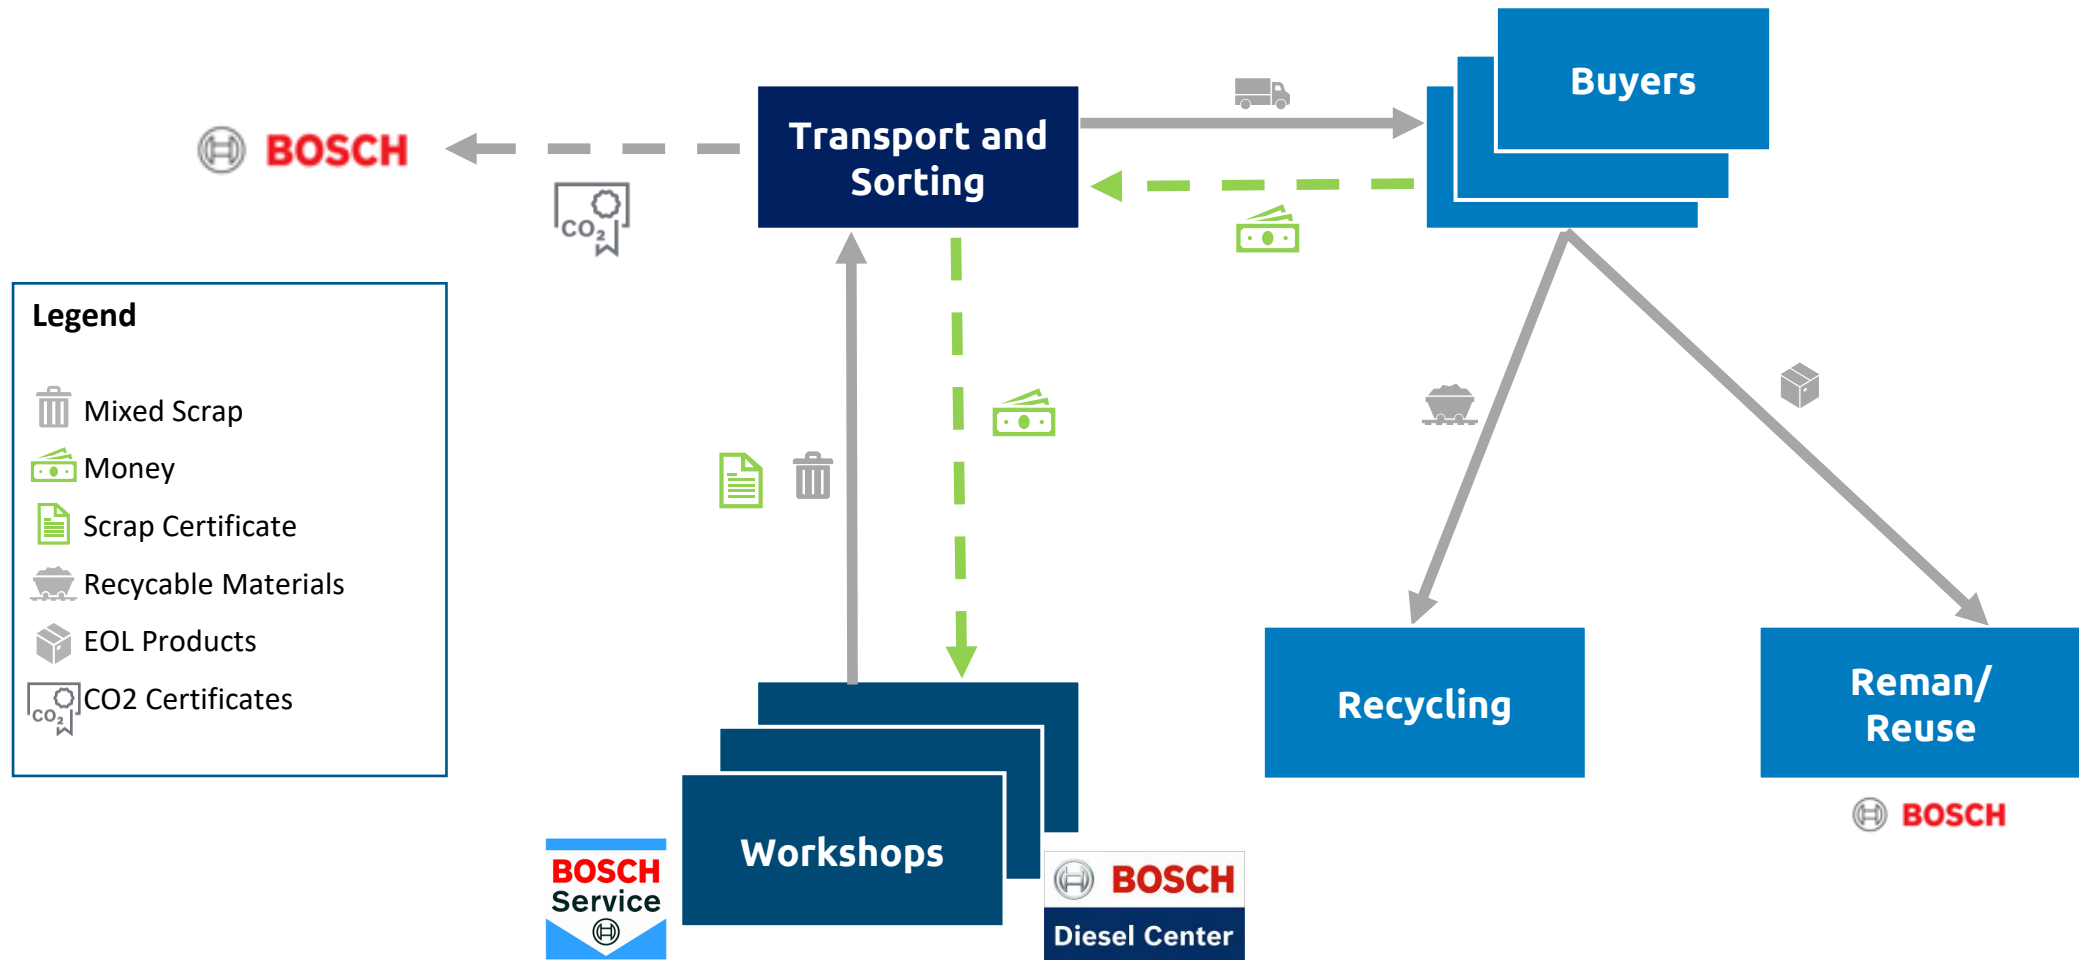 Buyers
Transport and
Sorting
BOSCH
CO2
Legend
Mixed Scrap
Money
Scrap Certificate
Recycable Materials
EOL Products
CO2
CO2 Certificates
Recycling
Reman/
Reuse
BOSCH
Workshops
BOSCH
Service
BOSCH
Diesel Center